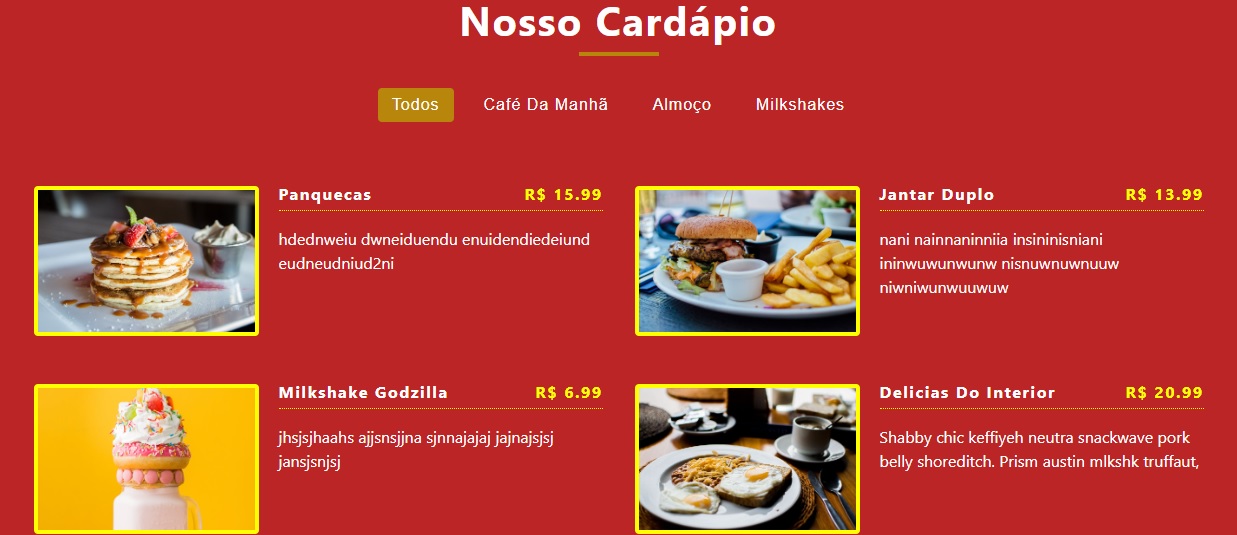 Nosso Cardápio
Todos
Café Da Manhã
Almoço
Milkshakes
Panquecas
R$ 15.99
hdednweiu dwneiduendu enuidendiedeiund
eudneudniud2ni
Jantar Duplo
R$ 13.99
nani nainnaninniia insininisniani
ininwuwunwunw nisnuwnuwnuuw
niwniwunwuuwuw
Milkshake Godzilla
R$ 6.99
jhsjsjhaahs ajjsnsjjna sjnnajajaj jajnajsjsj
jansjsnjsj
Delicias Do Interior
R$ 20.99
Shabby chic keffiyeh neutra snackwave pork
belly shoreditch. Prism austin mlkshk truffaut,